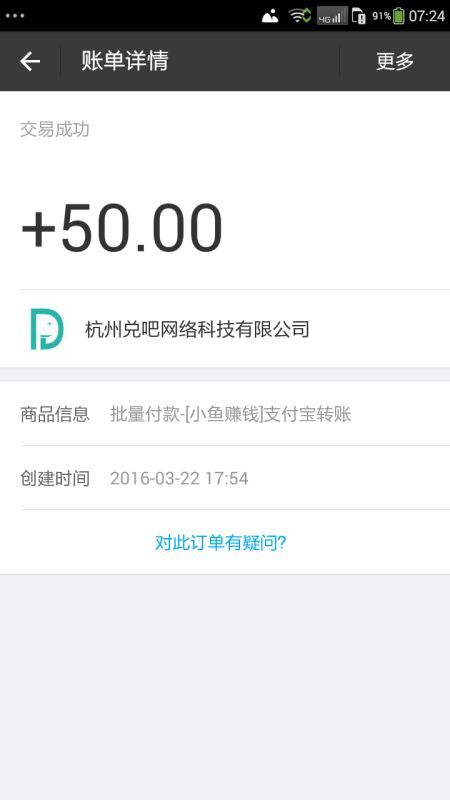 4G 91% 07:24
账单详情 更多
交易成功
+50.00
杭州兑吧网络科技有限公司
商品信息 批量付款-[小鱼赚钱]支付宝转账
创建时间 2016-03-22 17:54
对此订单有疑问?